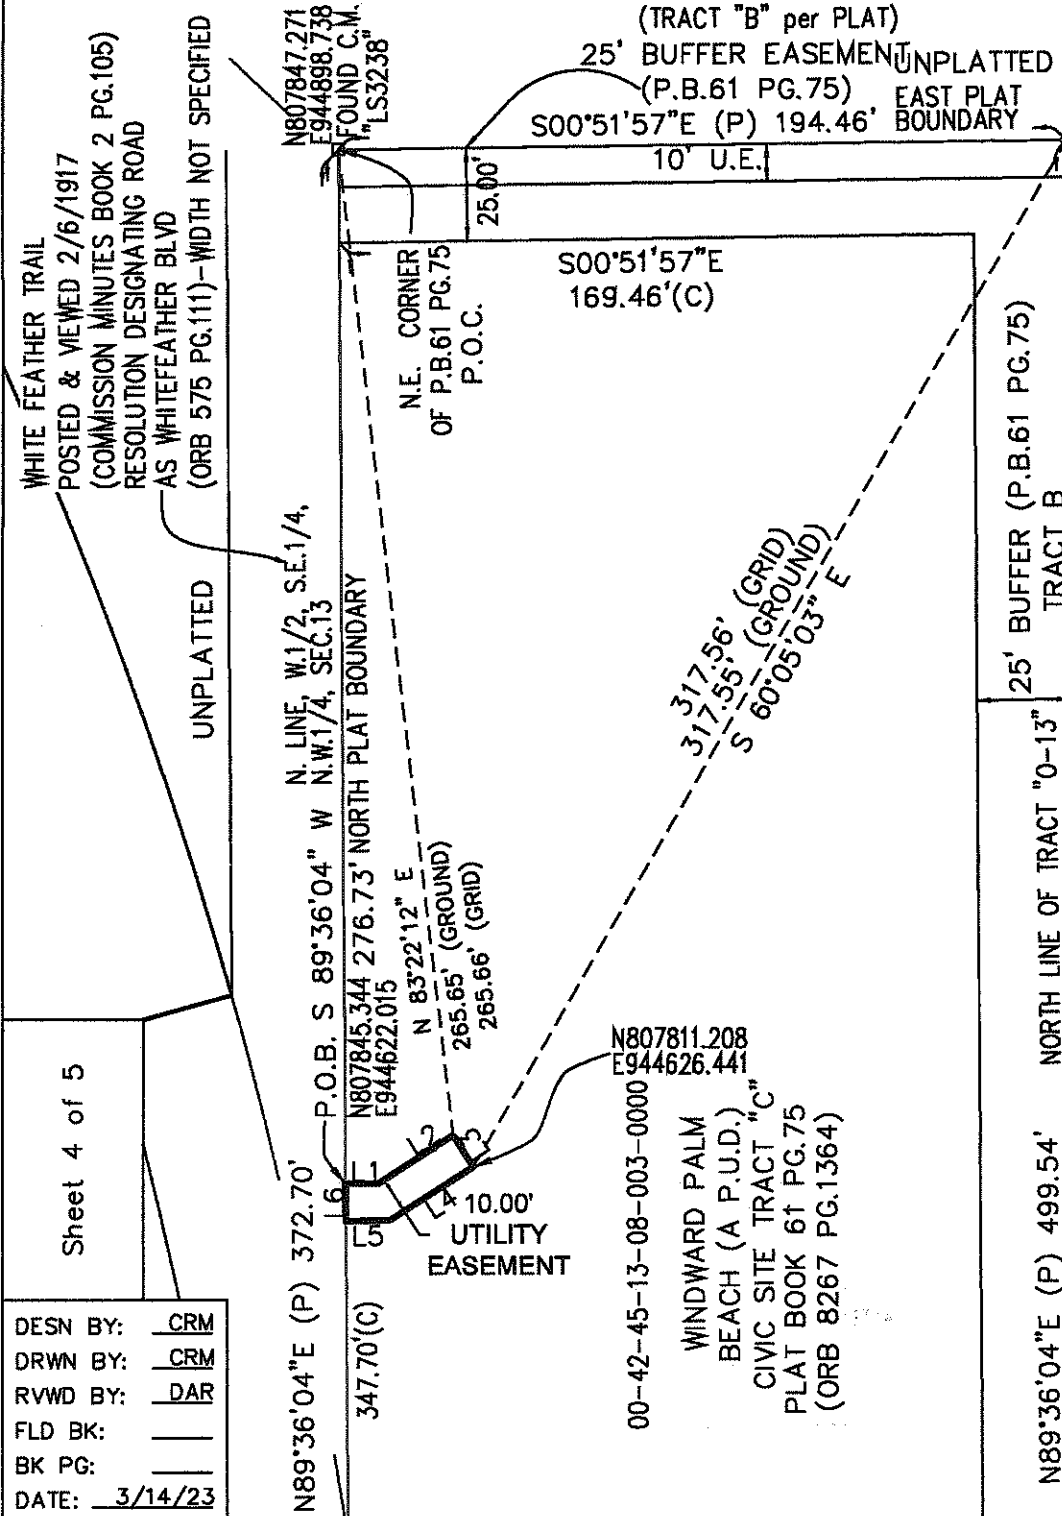 (TRACT "B" per PLAT)
25' BUFFER EASEMENT
(P.B.61 PG.75)
UNPLATTED
EAST PLAT
BOUNDARY
S00°51'57"E (P) 194.46'
10' U.E.
25.00'
S00°51'57"E
169.46'(C)
N807847.271
E944898.738
FOUND C.M.
"LS3238"
N.E. CORNER
OF P.B.61 PG.75
P.O.C.
WHITE FEATHER TRAIL
POSTED & VIEWED 2/6/1917
(COMMISSION MINUTES BOOK 2 PG.105)
RESOLUTION DESIGNATING ROAD
AS WHITEFEATHER BLVD
(ORB 575 PG.111)-WIDTH NOT SPECIFIED
UNPLATTED
N. LINE, W.1/2, S.E.1/4,
N.W.1/4, SEC.13
P.O.B. S 89°36'04" W
276.73' NORTH PLAT BOUNDARY
N807845.344
E944622.015
N 83°22'12" E
265.65' (GROUND)
265.66' (GRID)
317.56' (GRID)
317.55' (GROUND)
S 60°05'03" E
25' BUFFER (P.B.61 PG.75)
TRACT B
NORTH LINE OF TRACT "O-13"
N89°36'04"E (P) 499.54'
N807811.208
E944626.441
L1
L2
L3
L4
L5
L6
10.00'
UTILITY
EASEMENT
00-42-45-13-08-003-0000
WINDWARD PALM
BEACH (A P.U.D.)
CIVIC SITE TRACT "C"
PLAT BOOK 61 PG.75
(ORB 8267 PG.1364)
N89°36'04"E (P) 372.70'
347.70'(C)
Sheet 4 of 5
DESN BY: CRM
DRWN BY: CRM
RVWD BY: DAR
FLD BK:
BK PG:
DATE: 3/14/23